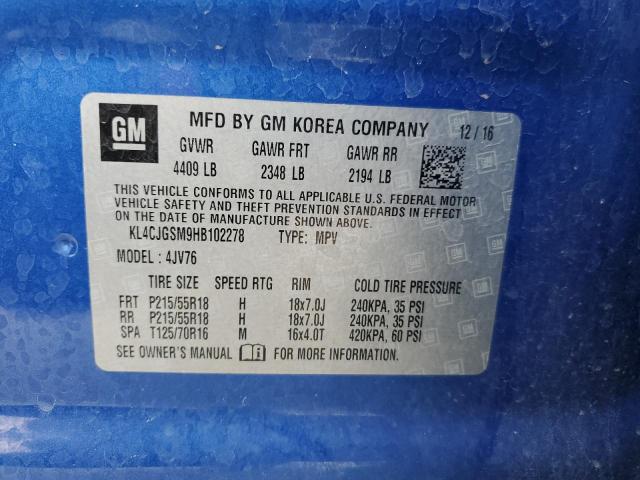 GM MFD BY GM KOREA COMPANY 12 / 16
GVWR GAWR FRT GAWR RR
4409 LB 2348 LB 2194 LB
THIS VEHICLE CONFORMS TO ALL APPLICABLE U.S. FEDERAL MOTOR
VEHICLE SAFETY AND THEFT PREVENTION STANDARDS IN EFFECT
ON THE DATE OF MANUFACTURE SHOWN ABOVE.
KL4CJGSM9HB102278 TYPE: MPV
MODEL : 4JV76
TIRE SIZE SPEED RTG RIM COLD TIRE PRESSURE
FRT P215/55R18 H 18x7.0J 240KPA, 35 PSI
RR P215/55R18 H 18x7.0J 240KPA, 35 PSI
SPA T125/70R16 M 16x4.0T 420KPA, 60 PSI
SEE OWNER'S MANUAL FOR MORE INFORMATION.